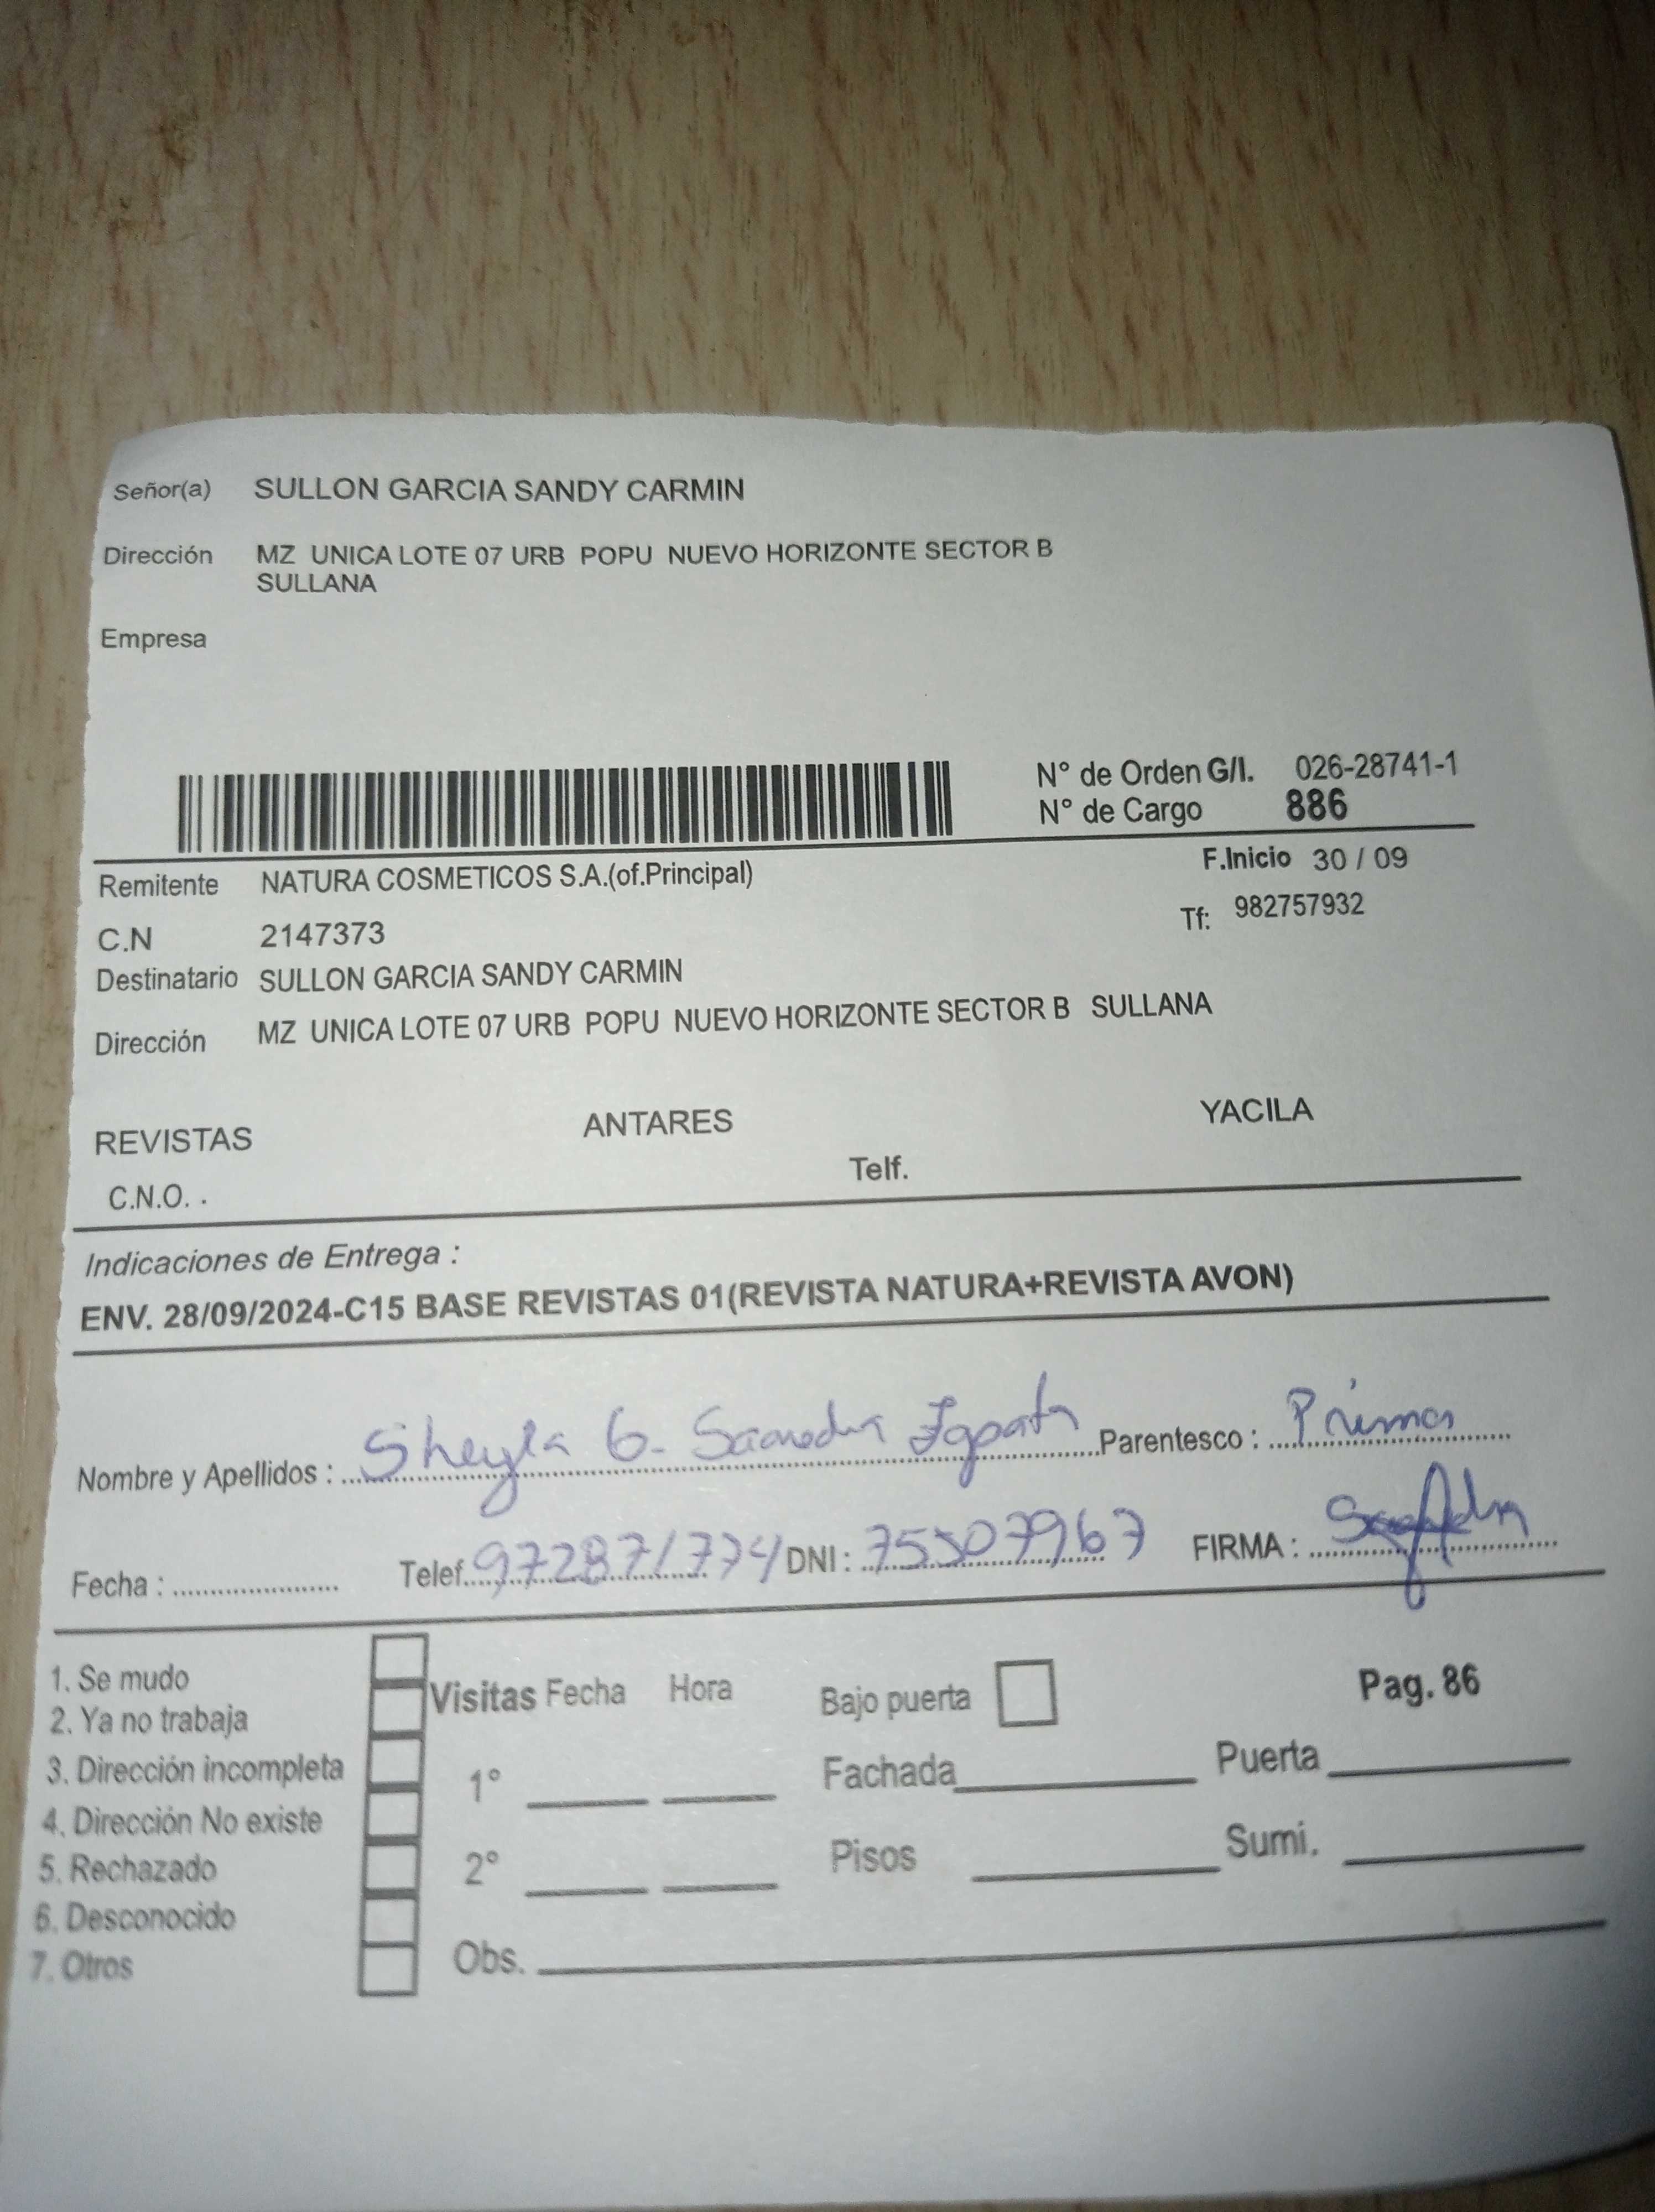 Señor(a) SULLON GARCIA SANDY CARMIN
Dirección MZ UNICA LOTE 07 URB POPU NUEVO HORIZONTE SECTOR B
SULLANA
Empresa
N° de Orden G/I. 026-28741-1
N° de Cargo 886
Remitente NATURA COSMETICOS S.A.(of.Principal) F.Inicio 30 / 09
C.N 2147373 Tf: 982757932
Destinatario SULLON GARCIA SANDY CARMIN
Dirección MZ UNICA LOTE 07 URB POPU NUEVO HORIZONTE SECTOR B SULLANA
REVISTAS ANTARES YACILA
C.N.O. . Telf.
Indicaciones de Entrega :
ENV. 28/09/2024-C15 BASE REVISTAS 01(REVISTA NATURA+REVISTA AVON)
Nombre y Apellidos : Sheyla G. Saavedra Zapata Parentesco : Prima
Fecha : Telef. 972871774 DNI : 75507967 FIRMA :
1. Se mudo
2. Ya no trabaja
3. Dirección incompleta
4. Dirección No existe
5. Rechazado
6. Desconocido
7. Otros
Visitas Fecha Hora Bajo puerta Pag. 86
1° Fachada Puerta
2° Pisos Sumi.
Obs.